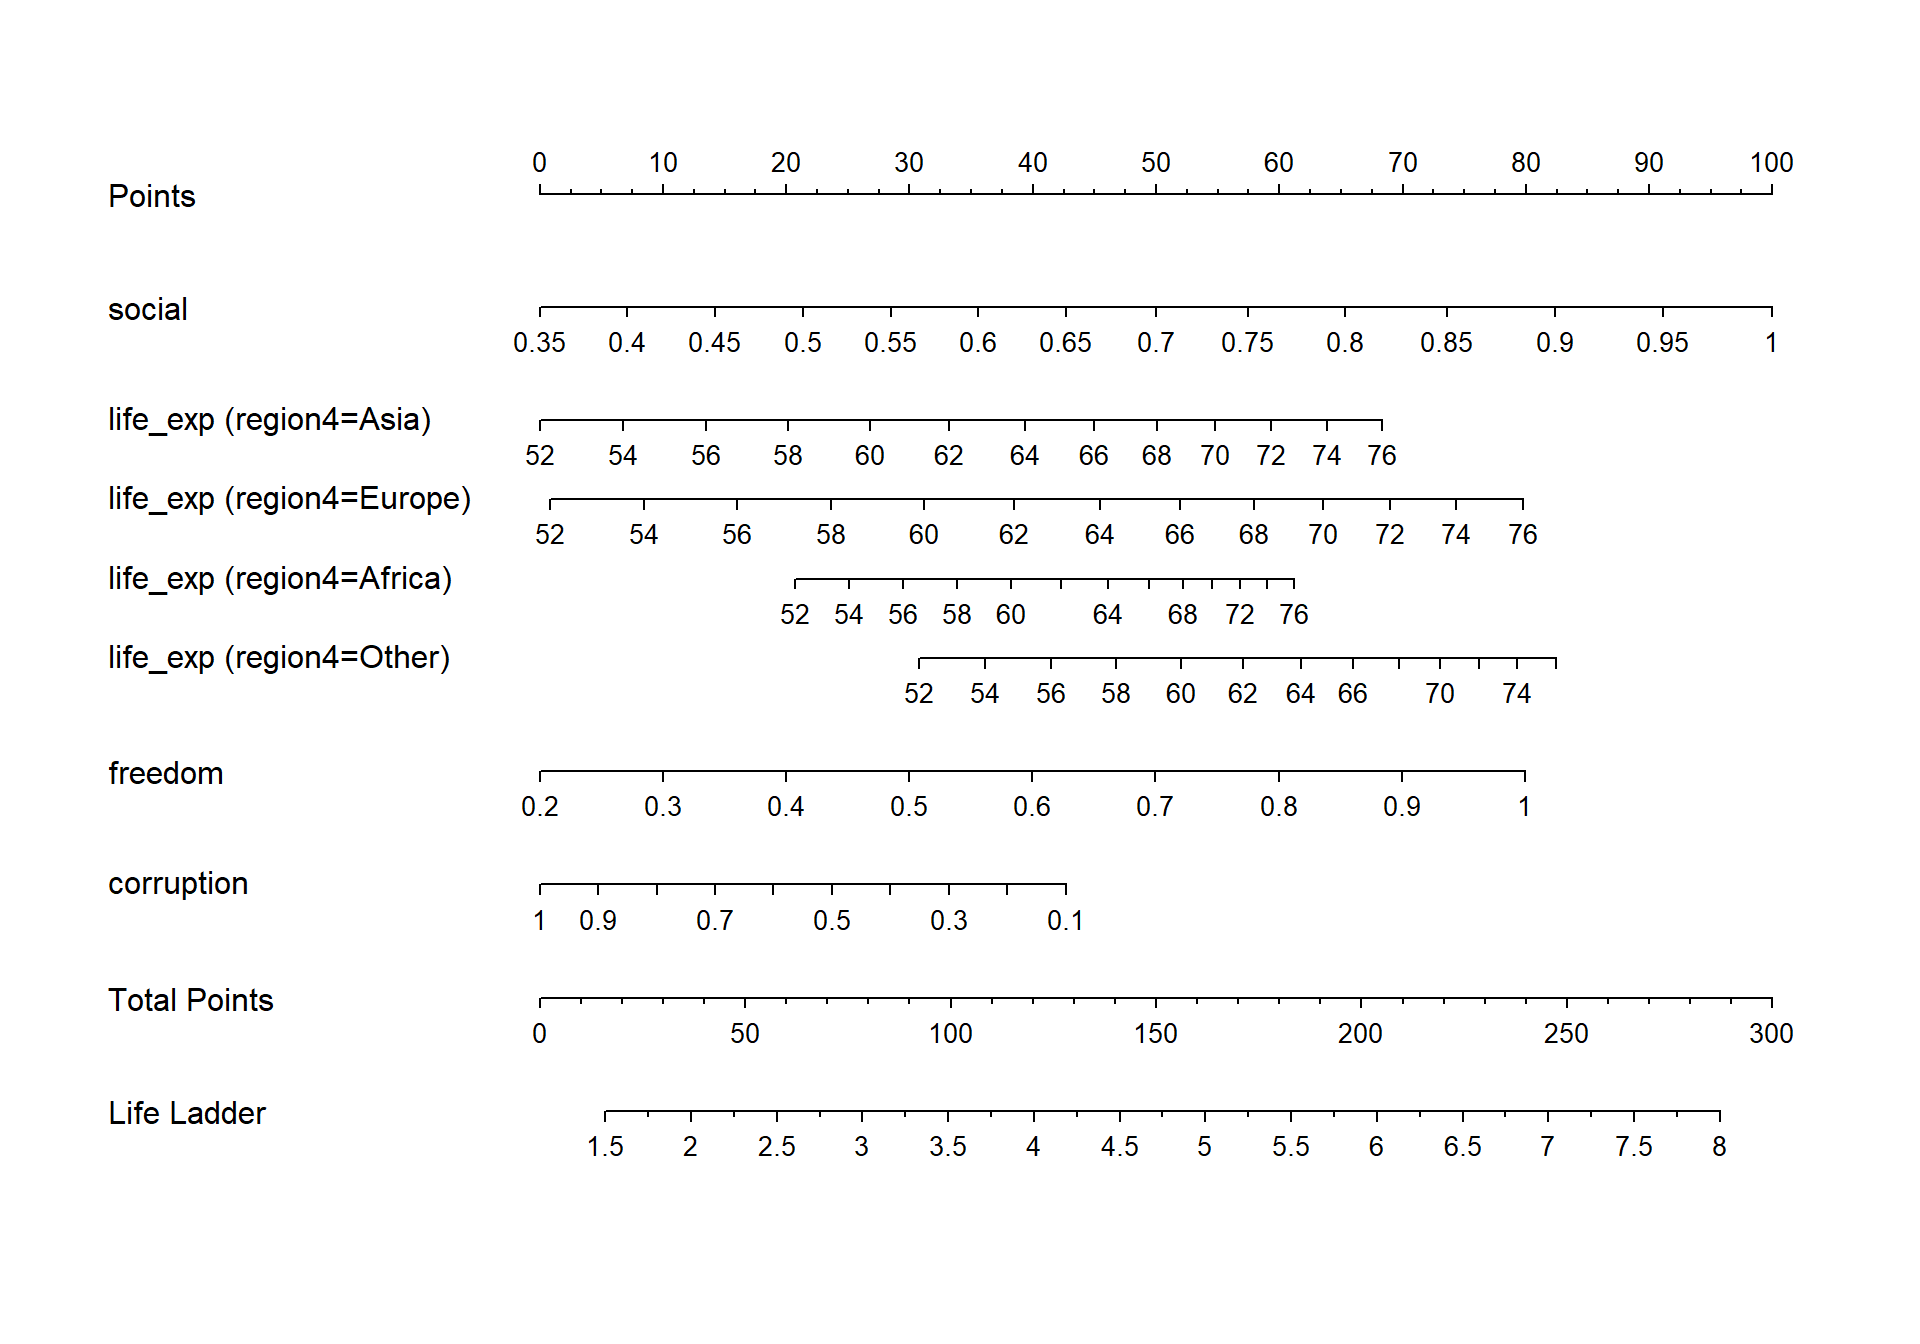 0 10 20 30 40 50 60 70 80 90 100
Points
social
0.35 0.4 0.45 0.5 0.55 0.6 0.65 0.7 0.75 0.8 0.85 0.9 0.95 1
life_exp (region4=Asia)
52 54 56 58 60 62 64 66 68 70 72 74 76
life_exp (region4=Europe)
52 54 56 58 60 62 64 66 68 70 72 74 76
life_exp (region4=Africa)
52 54 56 58 60 64 68 72 76
life_exp (region4=Other)
52 54 56 58 60 62 64 66 70 74
freedom
0.2 0.3 0.4 0.5 0.6 0.7 0.8 0.9 1
corruption
1 0.9 0.7 0.5 0.3 0.1
Total Points
0 50 100 150 200 250 300
Life Ladder
1.5 2 2.5 3 3.5 4 4.5 5 5.5 6 6.5 7 7.5 8